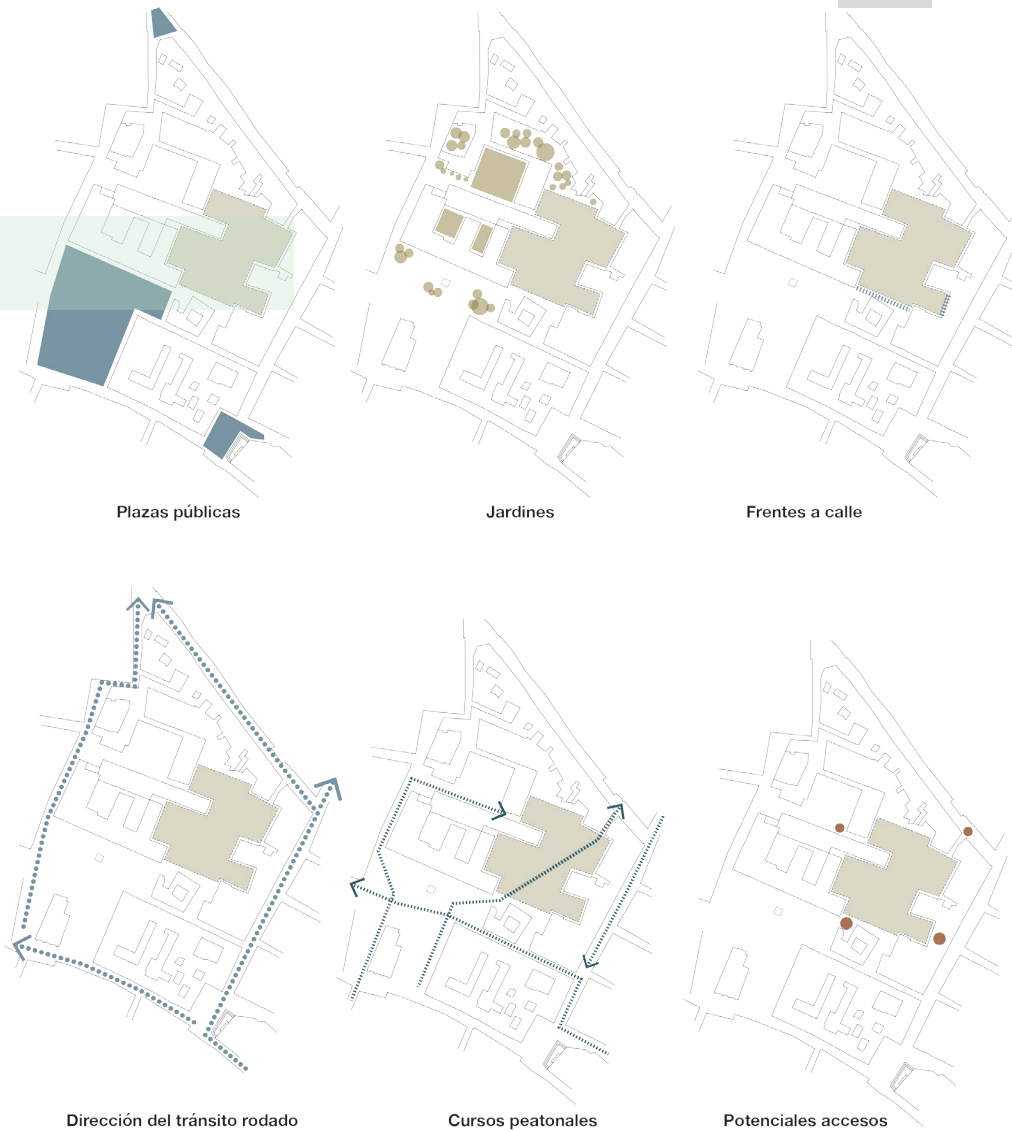 Plazas públicas
Jardines
Frentes a calle
Dirección del tránsito rodado
Cursos peatonales
Potenciales accesos